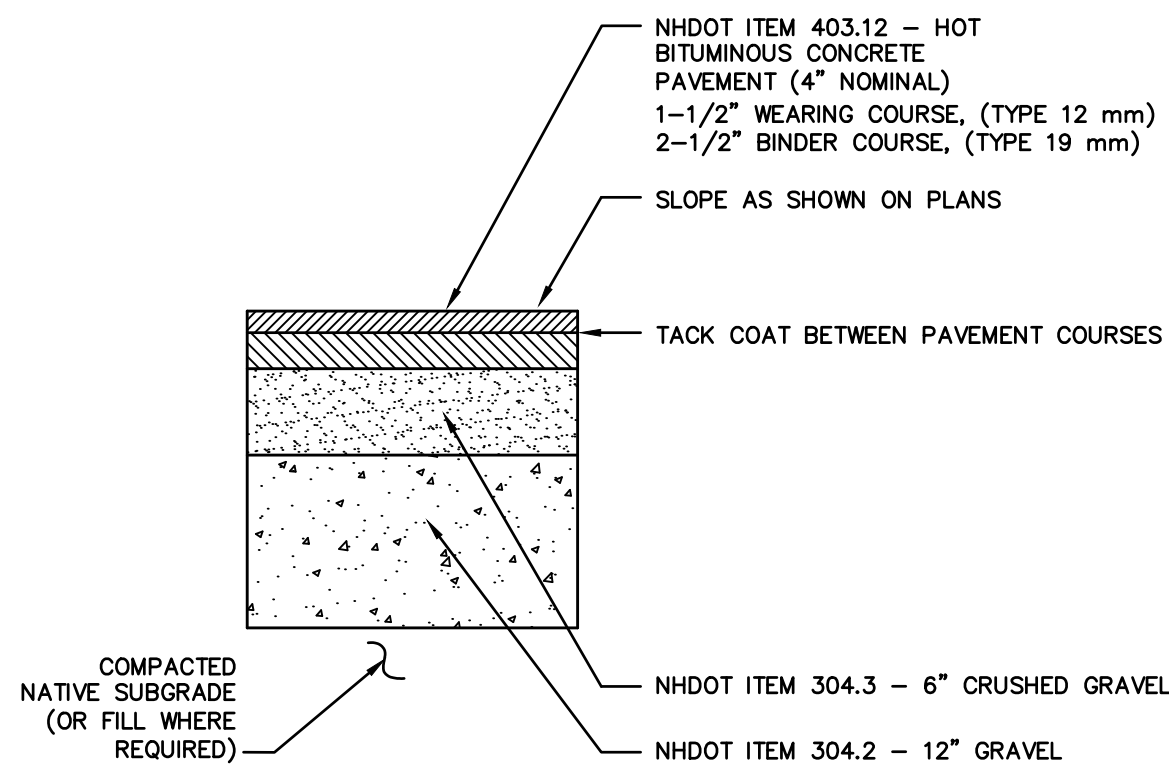 NHDOT ITEM 403.12 – HOT
BITUMINOUS CONCRETE
PAVEMENT (4" NOMINAL)
1–1/2" WEARING COURSE, (TYPE 12 mm)
2–1/2" BINDER COURSE, (TYPE 19 mm)
SLOPE AS SHOWN ON PLANS
TACK COAT BETWEEN PAVEMENT COURSES
COMPACTED
NATIVE SUBGRADE
(OR FILL WHERE
REQUIRED)
NHDOT ITEM 304.3 – 6" CRUSHED GRAVEL
NHDOT ITEM 304.2 – 12" GRAVEL